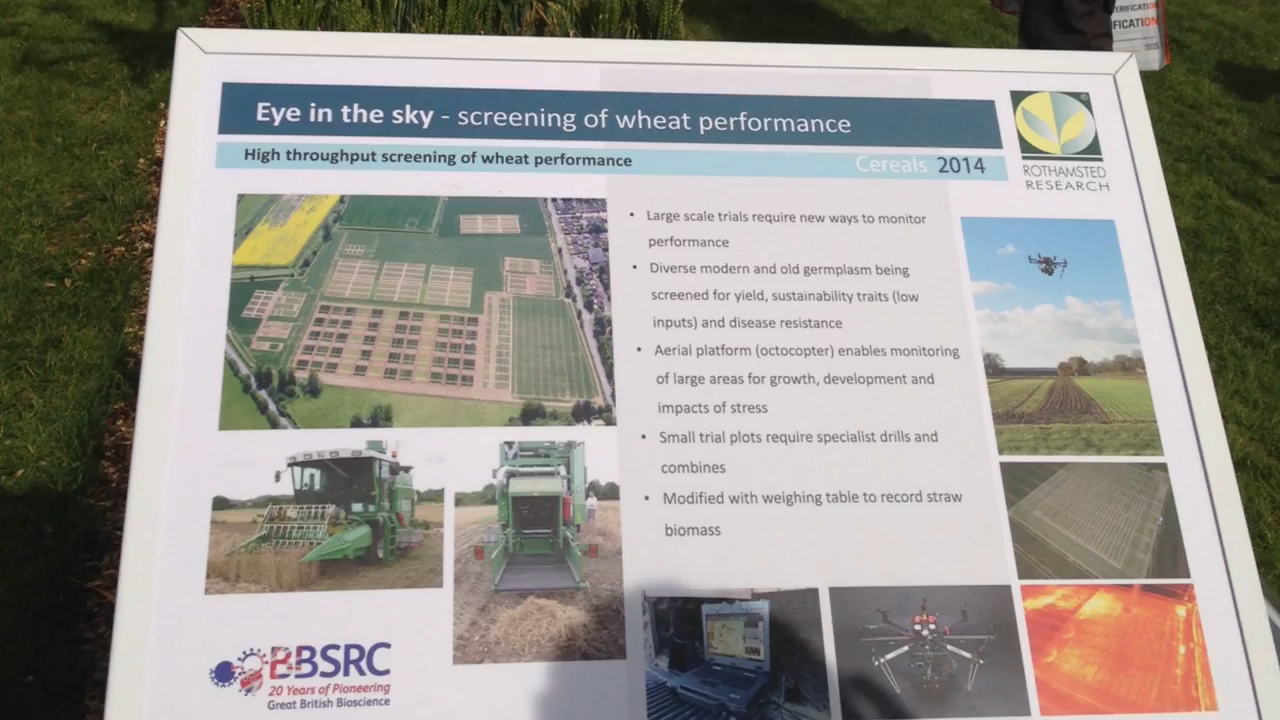 ERIFICATION
FICATION
SDS
Eye in the sky - screening of wheat performance
High throughput screening of wheat performance
Cereals 2014
ROTHAMSTED
RESEARCH
• Large scale trials require new ways to monitor
performance
• Diverse modern and old germplasm being
screened for yield, sustainability traits (low
inputs) and disease resistance
• Aerial platform (octocopter) enables monitoring
of large areas for growth, development and
impacts of stress
• Small trial plots require specialist drills and
combines
• Modified with weighing table to record straw
biomass
BBSRC
20 Years of Pioneering
Great British Bioscience